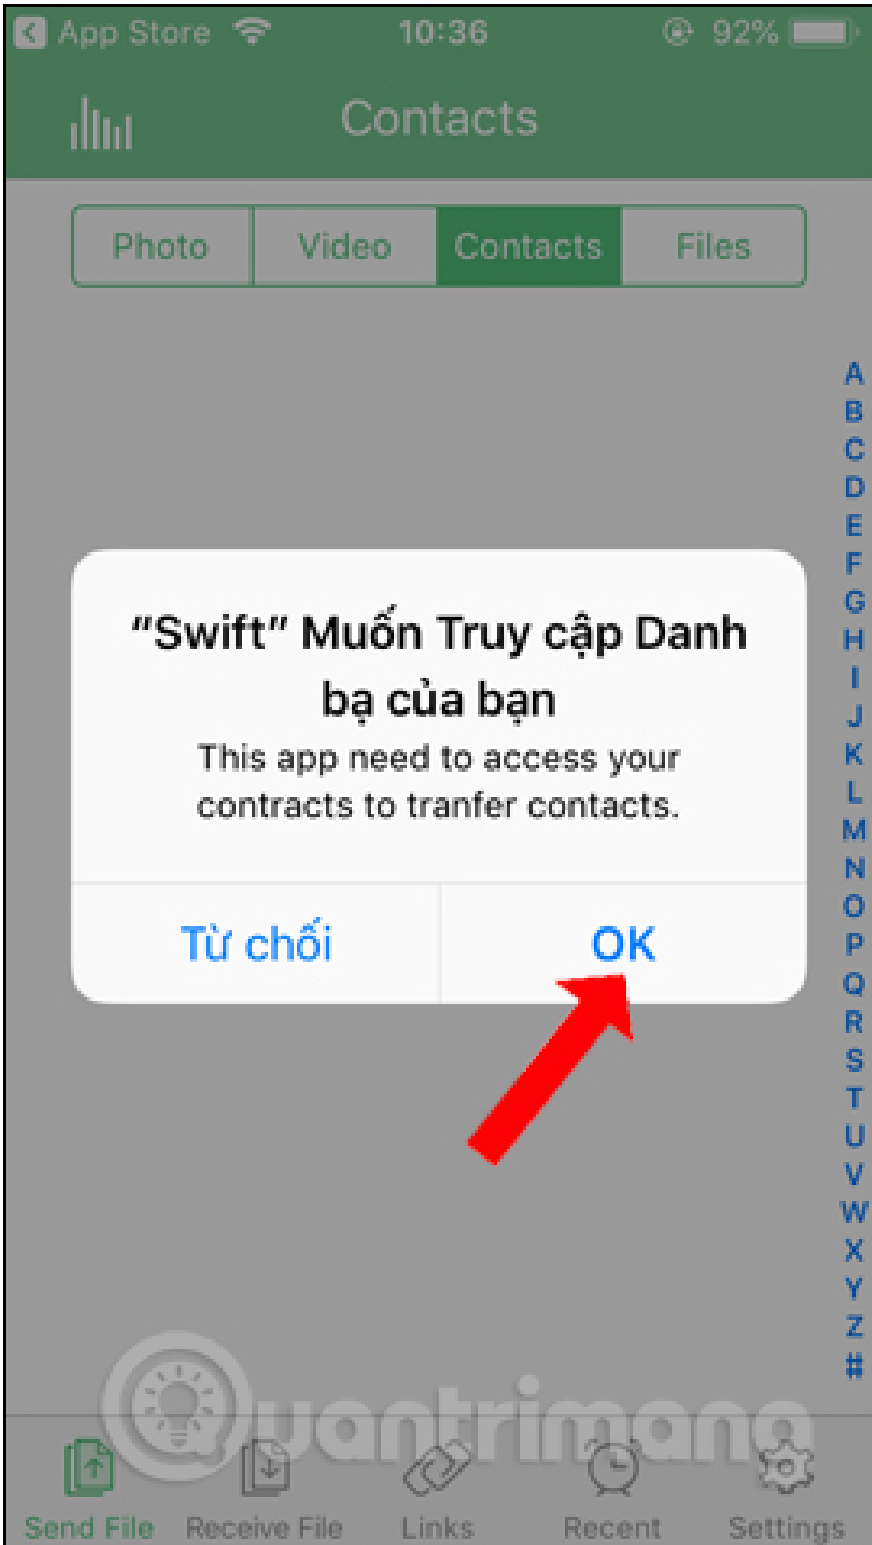 App Store 10:36 92%
Contacts
Photo Video Contacts Files
A
B
C
D
E
F
G
H
I
J
K
L
M
N
O
P
Q
R
S
T
U
V
W
X
Y
Z
#
“Swift” Muốn Truy cập Danh
bạ của bạn
This app need to access your
contracts to tranfer contacts.
Từ chối OK
Quantrimang
Send File Receive File Links Recent Settings